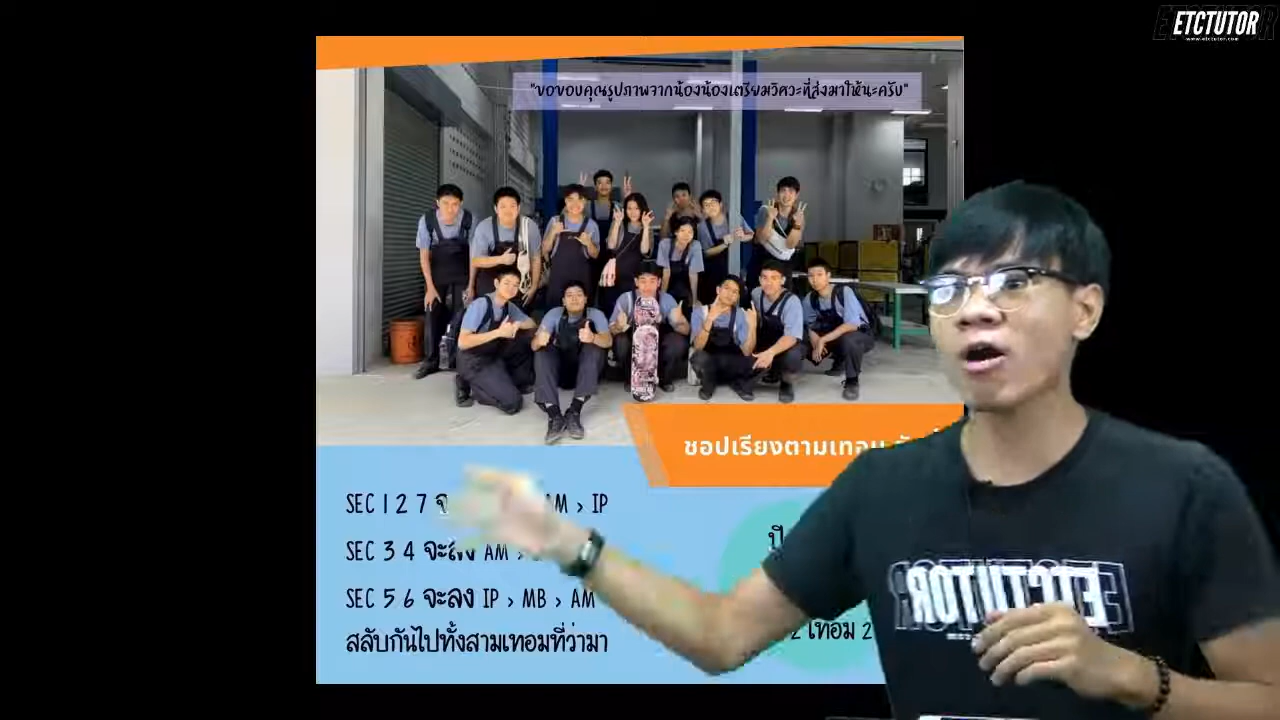 ETCTUTOR
www.etctutor.com
"ขอขอบคุณรูปภาพจากน้องน้องเตรียมวิศวะที่ส่งมาให้นะครับ"
ชอปเรียงตามเทอม
SEC 1 2 7 AM > IP
SEC 3 4 จะลง AM >
SEC 5 6 จะลง IP > MB > AM
สลับกันไปทั้งสามเทอมที่ว่ามา
2 เทอม 2
ETCTUTOR